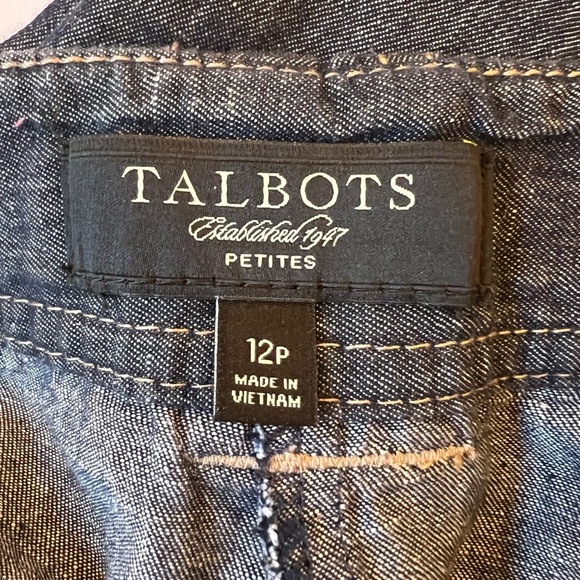 TALBOTS
Established 1947
PETITES
12P
MADE IN
VIETNAM